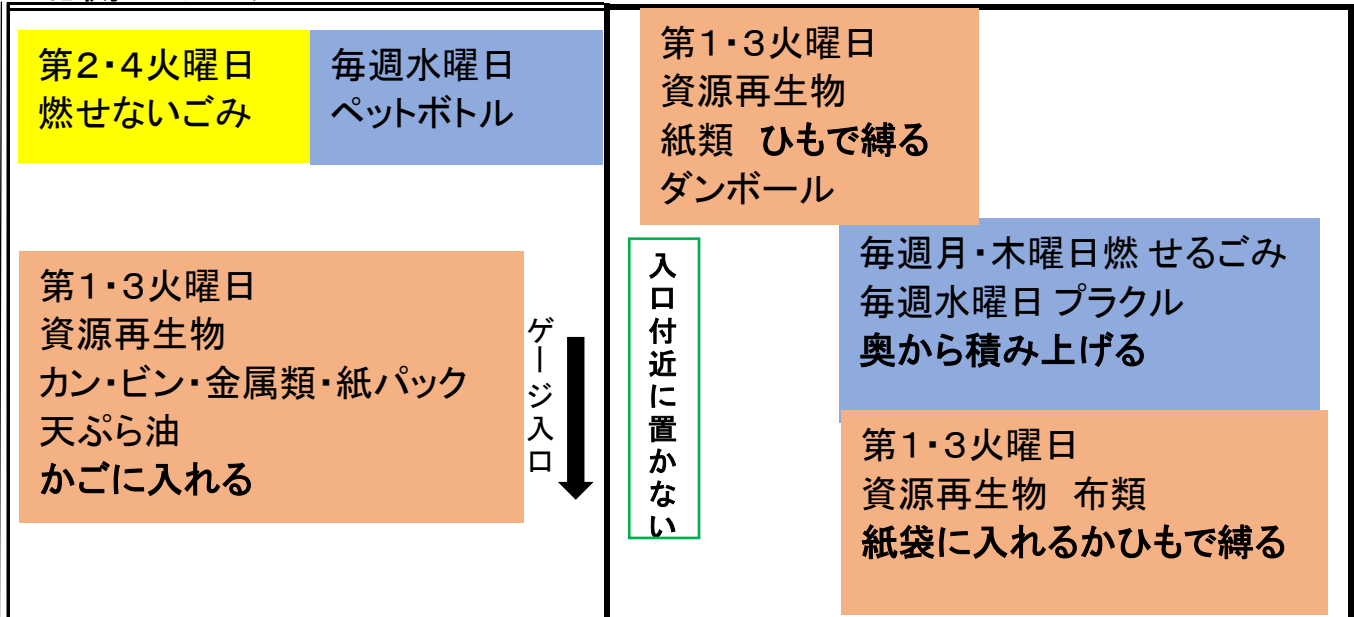 第2・4火曜日
燃せないごみ
毎週水曜日
ペットボトル
第1・3火曜日
資源再生物
紙類　ひもで縛る
ダンボール
第1・3火曜日
資源再生物
カン・ビン・金属類・紙パック
天ぷら油
かごに入れる
ゲージ入口
入口付近に置かない
毎週月・木曜日燃 せるごみ
毎週水曜日 プラクル
奥から積み上げる
第1・3火曜日
資源再生物　布類
紙袋に入れるかひもで縛る